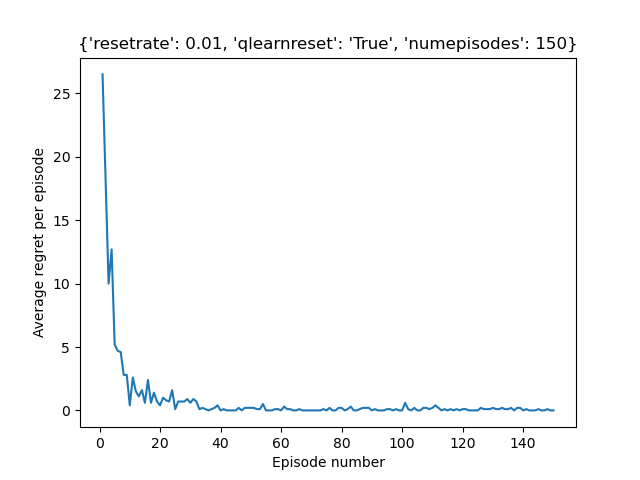 {'resetrate': 0.01, 'qlearnreset': 'True', 'numepisodes': 150}
Average regret per episode
25
20
15
10
5
0
0 20 40 60 80 100 120 140
Episode number